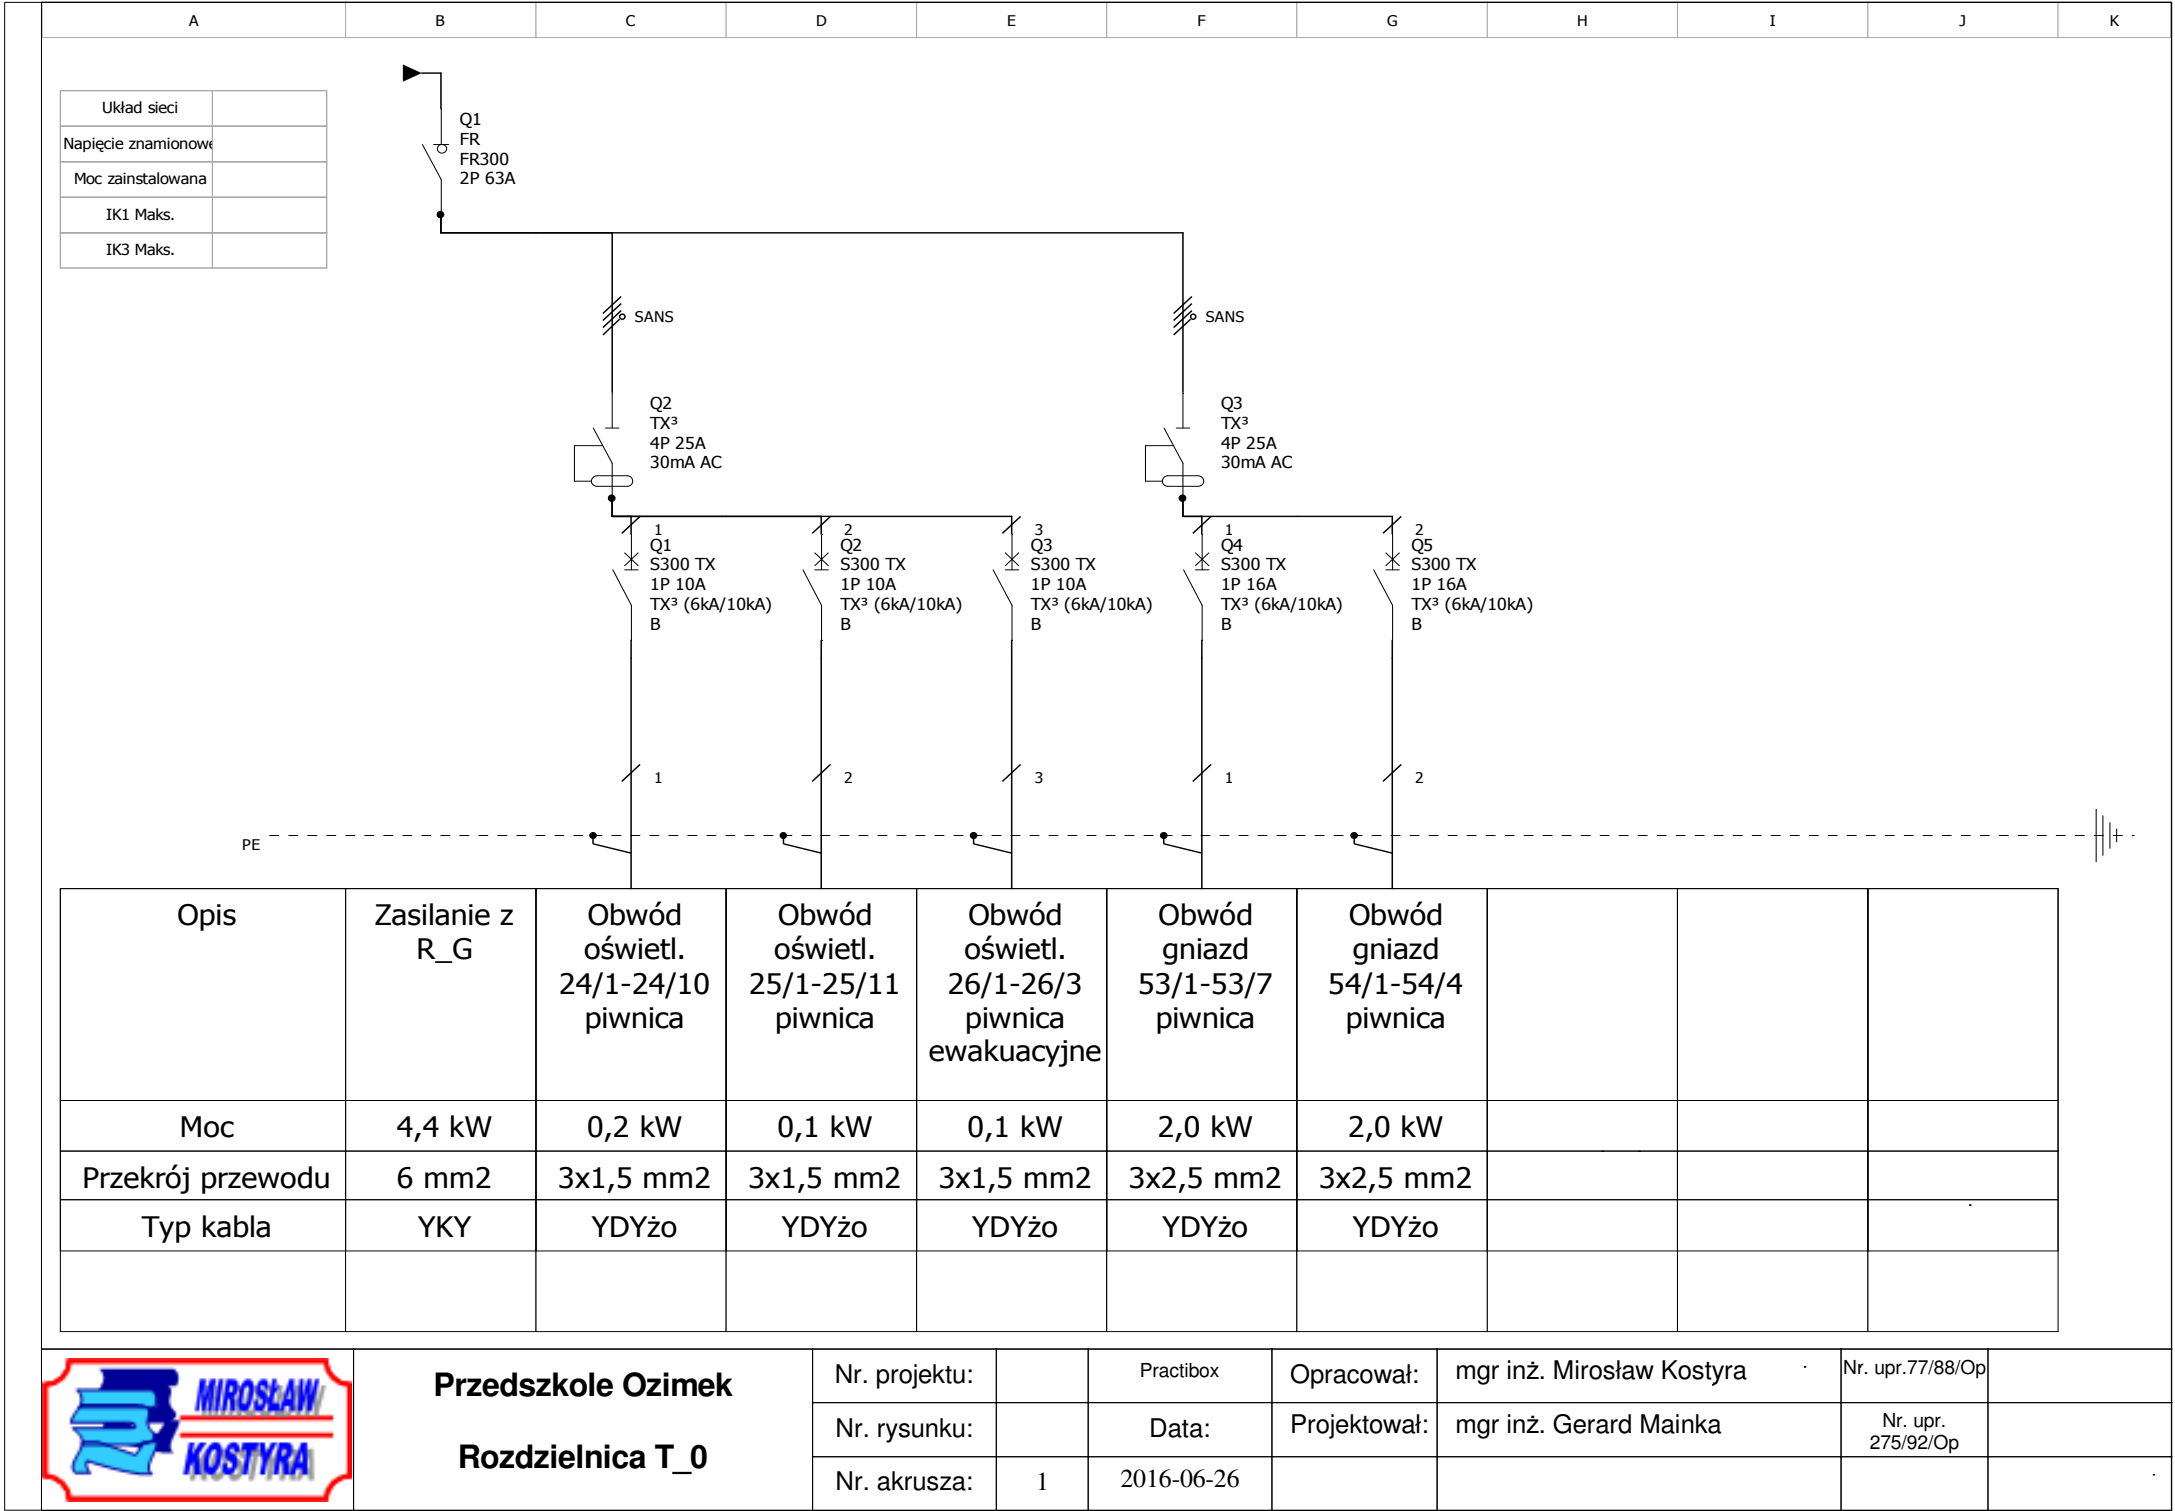 A B C D E F G H I J K
Układ sieci
Napięcie znamionowe
Moc zainstalowana
IK1 Maks.
IK3 Maks.
Q1
FR
FR300
2P 63A
SANS SANS
Q2
TX³
4P 25A
30mA AC
Q3
TX³
4P 25A
30mA AC
1
Q1
S300 TX
1P 10A
TX³ (6kA/10kA)
B
2
Q2
S300 TX
1P 10A
TX³ (6kA/10kA)
B
3
Q3
S300 TX
1P 10A
TX³ (6kA/10kA)
B
1
Q4
S300 TX
1P 16A
TX³ (6kA/10kA)
B
2
Q5
S300 TX
1P 16A
TX³ (6kA/10kA)
B
1 2 3 1 2
PE
Opis
Zasilanie z
R_G
Obwód
oświetl.
24/1-24/10
piwnica
Obwód
oświetl.
25/1-25/11
piwnica
Obwód
oświetl.
26/1-26/3
piwnica
ewakuacyjne
Obwód
gniazd
53/1-53/7
piwnica
Obwód
gniazd
54/1-54/4
piwnica
Moc 4,4 kW 0,2 kW 0,1 kW 0,1 kW 2,0 kW 2,0 kW
Przekrój przewodu 6 mm2 3x1,5 mm2 3x1,5 mm2 3x1,5 mm2 3x2,5 mm2 3x2,5 mm2
Typ kabla YKY YDYżo YDYżo YDYżo YDYżo YDYżo
MIROSŁAW
KOSTYRA
Przedszkole Ozimek
Rozdzielnica T_0
Nr. projektu: Practibox Opracował: mgr inż. Mirosław Kostyra Nr. upr.77/88/Op
Nr. rysunku: Data: Projektował: mgr inż. Gerard Mainka Nr. upr.
275/92/Op
Nr. akrusza: 1 2016-06-26